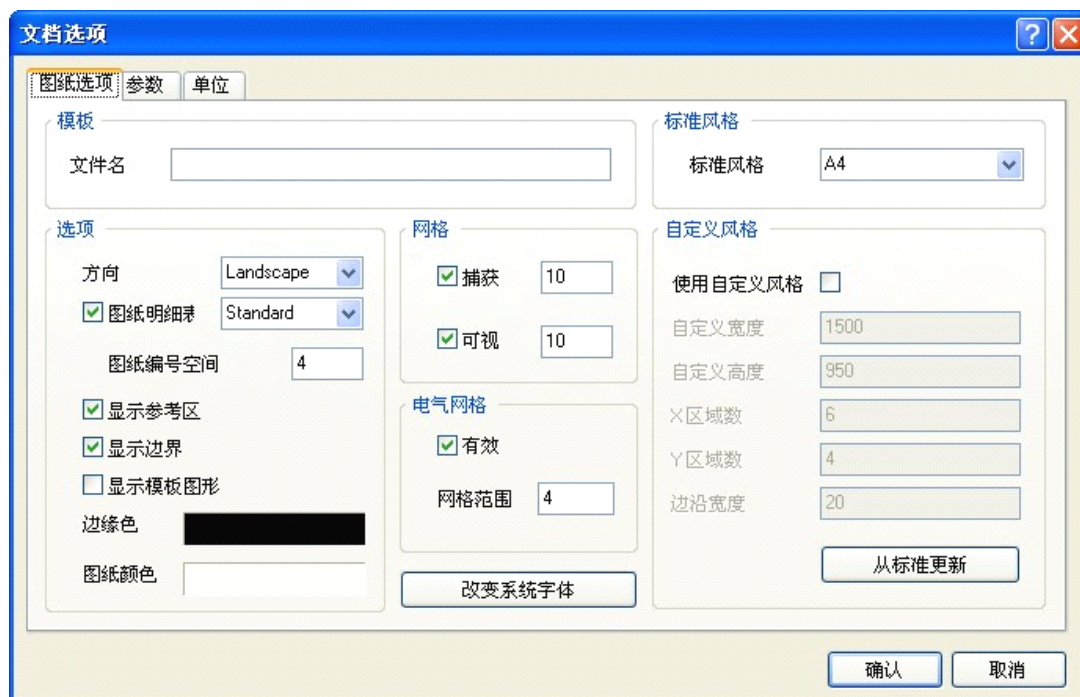 文档选项
图纸选项 参数 单位
模板
文件名
标准风格
标准风格 A4
选项
方向 Landscape
图纸明细表 Standard
图纸编号空间 4
显示参考区
显示边界
显示模板图形
边缘色
图纸颜色
网格
捕获 10
可视 10
电气网格
有效
网格范围 4
改变系统字体
自定义风格
使用自定义风格
自定义宽度 1500
自定义高度 950
X区域数 6
Y区域数 4
边沿宽度 20
从标准更新
确认 取消